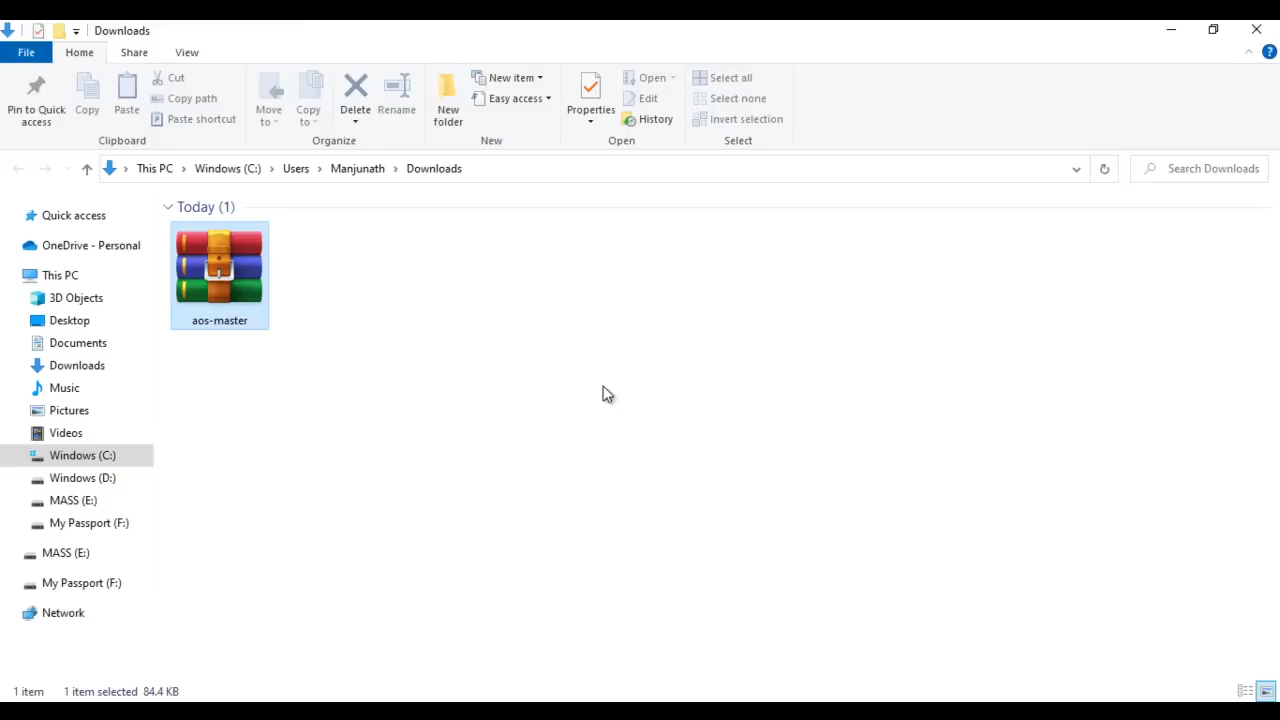 Downloads
File Home Share View
Pin to Quick access
Copy
Paste
Cut
Copy path
Paste shortcut
Clipboard
Move to
Copy to
Delete
Rename
Organize
New folder
New item
Easy access
New
Properties
Open
Edit
History
Open
Select all
Select none
Invert selection
Select
This PC > Windows (C:) > Users > Manjunath > Downloads
Search Downloads
Quick access
OneDrive - Personal
This PC
3D Objects
Desktop
Documents
Downloads
Music
Pictures
Videos
Windows (C:)
Windows (D:)
MASS (E:)
My Passport (F:)
MASS (E:)
My Passport (F:)
Network
Today (1)
aos-master
1 item 1 item selected 84.4 KB